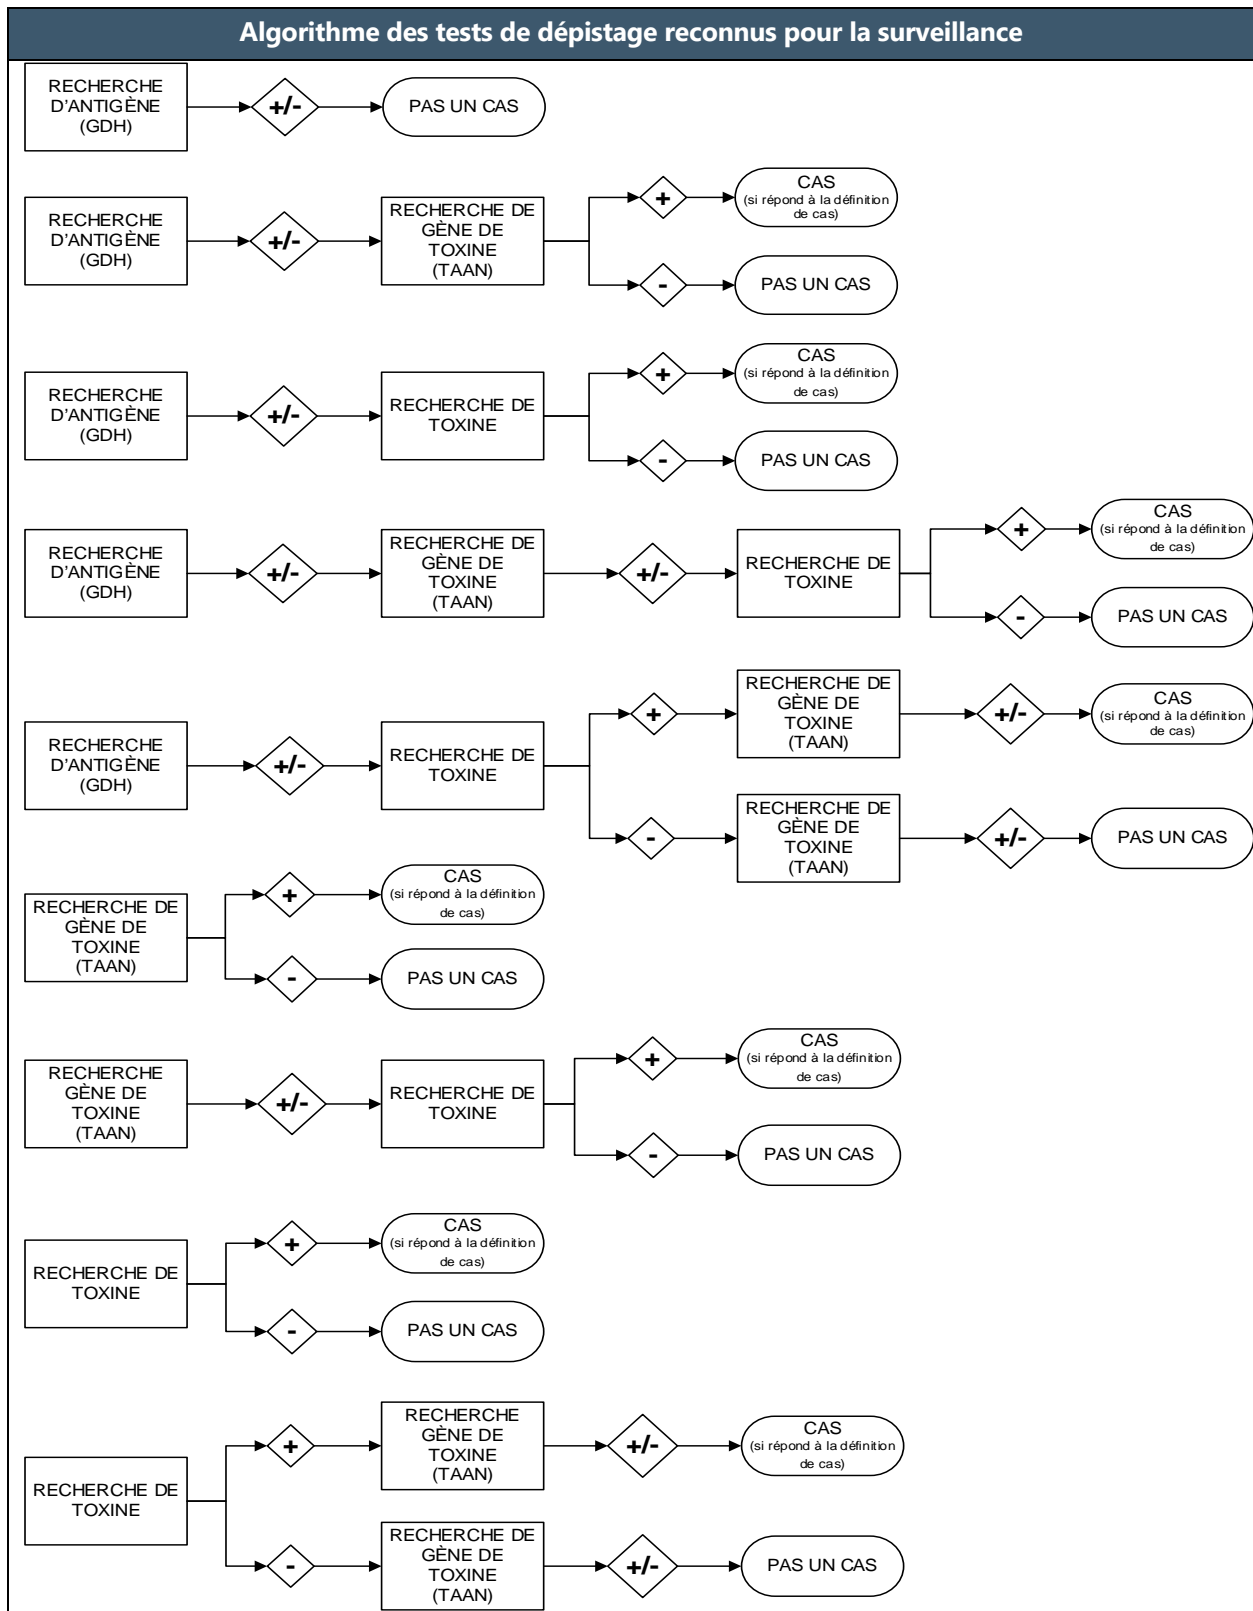 Algorithme des tests de dépistage reconnus pour la surveillance
RECHERCHE
D'ANTIGÈNE
(GDH)
+/-
PAS UN CAS
RECHERCHE
D'ANTIGÈNE
(GDH)
+/-
RECHERCHE DE
GÈNE DE
TOXINE
(TAAN)
+
CAS
(si répond à la définition
de cas)
-
PAS UN CAS
RECHERCHE
D'ANTIGÈNE
(GDH)
+/-
RECHERCHE DE
TOXINE
+
CAS
(si répond à la définition
de cas)
-
PAS UN CAS
RECHERCHE
D'ANTIGÈNE
(GDH)
+/-
RECHERCHE DE
GÈNE DE
TOXINE
(TAAN)
+/-
RECHERCHE DE
TOXINE
+
CAS
(si répond à la définition
de cas)
-
PAS UN CAS
RECHERCHE
D'ANTIGÈNE
(GDH)
+/-
RECHERCHE DE
TOXINE
+
RECHERCHE DE
GÈNE DE
TOXINE
(TAAN)
+/-
CAS
(si répond à la définition
de cas)
-
RECHERCHE DE
GÈNE DE
TOXINE
(TAAN)
+/-
PAS UN CAS
RECHERCHE DE
GÈNE DE
TOXINE
(TAAN)
+
CAS
(si répond à la définition
de cas)
-
PAS UN CAS
RECHERCHE
GÈNE DE
TOXINE
(TAAN)
+/-
RECHERCHE DE
TOXINE
+
CAS
(si répond à la définition
de cas)
-
PAS UN CAS
RECHERCHE DE
TOXINE
+
CAS
(si répond à la définition
de cas)
-
PAS UN CAS
RECHERCHE DE
TOXINE
+
RECHERCHE
GÈNE DE
TOXINE
(TAAN)
+/-
CAS
(si répond à la définition
de cas)
-
RECHERCHE DE
GÈNE DE
TOXINE
(TAAN)
+/-
PAS UN CAS